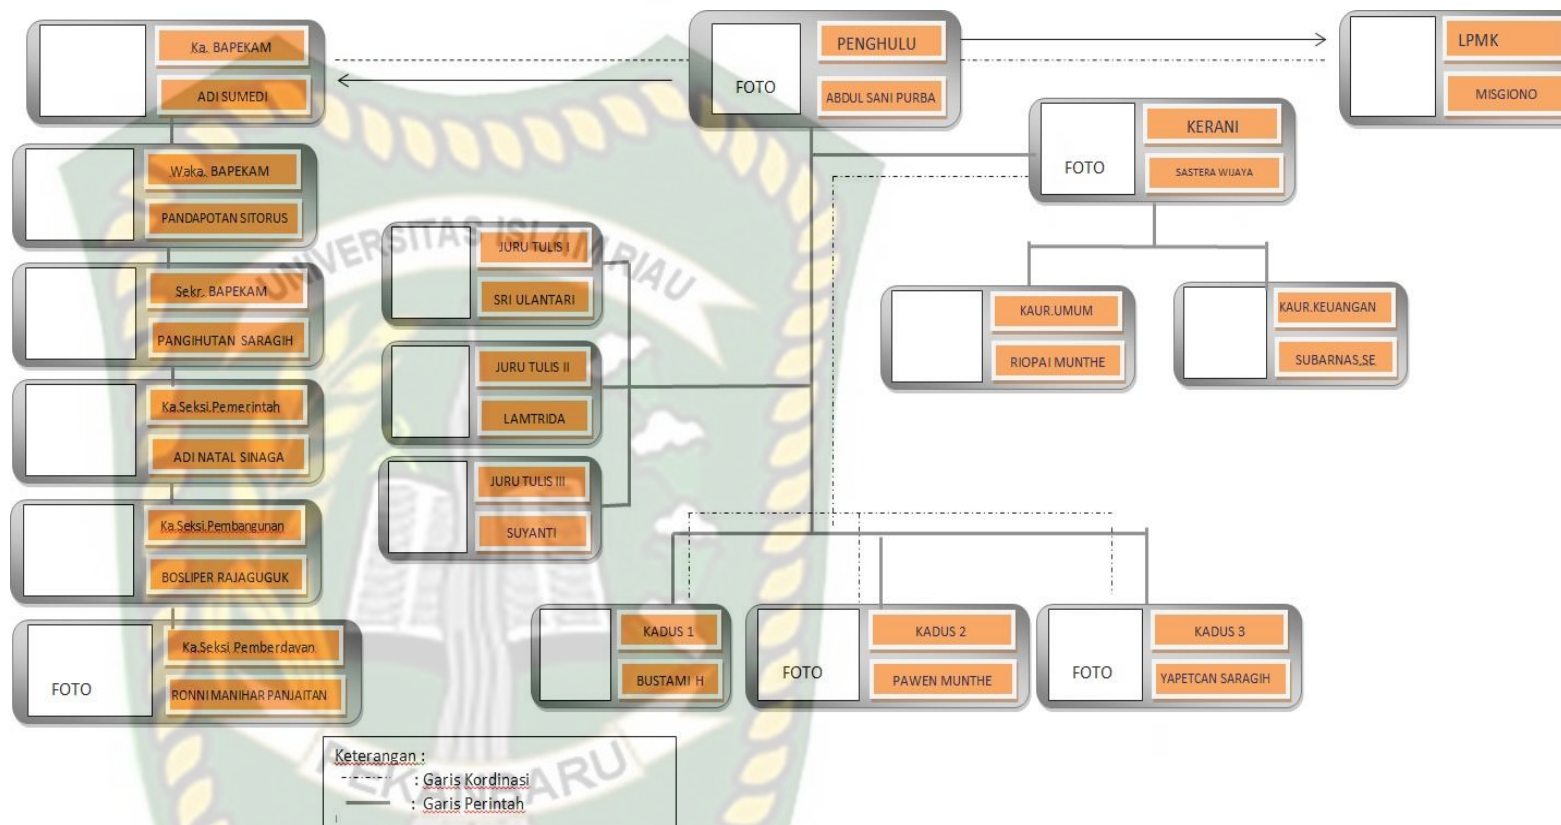 Ka. BAPEKAM
ADI SUMEDI
FOTO
PENGHULU
ABDUL SANI PURBA
LPMK
MISGIONO
FOTO
KERANI
SASTERA WIJAYA
Waka. BAPEKAM
PANDAPOTAN SITORUS
Sekr. BAPEKAM
PANGIHUTAN SARAGIH
Ka.Seksi.Pemerintah
ADI NATAL SINAGA
Ka.Seksi.Pembangunan
BOSLIPER RAJAGUGUK
FOTO
Ka.Seksi.Pemberdayan
RONNI MANIHAR PANJAITAN
UNIVERSITAS ISLAM RIAU
JURU TULIS I
SRI ULANTARI
JURU TULIS II
LAMTRIDA
JURU TULIS III
SUYANTI
KAUR.UMUM
RIOPAI MUNTHE
KAUR.KEUANGAN
SUBARNAS,SE
KADUS 1
BUSTAMI H
FOTO
KADUS 2
PAWEN MUNTHE
FOTO
KADUS 3
YAPETCAN SARAGIH
PEKANBARU
Keterangan :
: Garis Kordinasi
: Garis Perintah